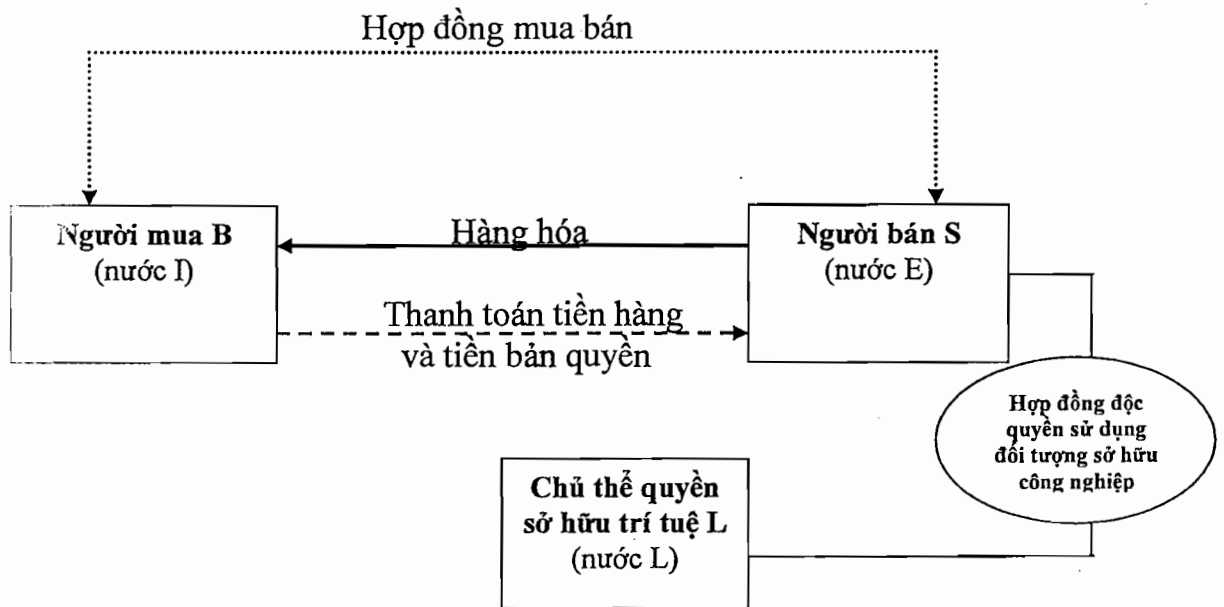 Hợp đồng mua bán
Người mua B
(nước I)
Hàng hóa
Người bán S
(nước E)
Thanh toán tiền hàng
và tiền bản quyền
Hợp đồng độc
quyền sử dụng
đối tượng sở hữu
công nghiệp
Chủ thể quyền
sở hữu trí tuệ L
(nước L)